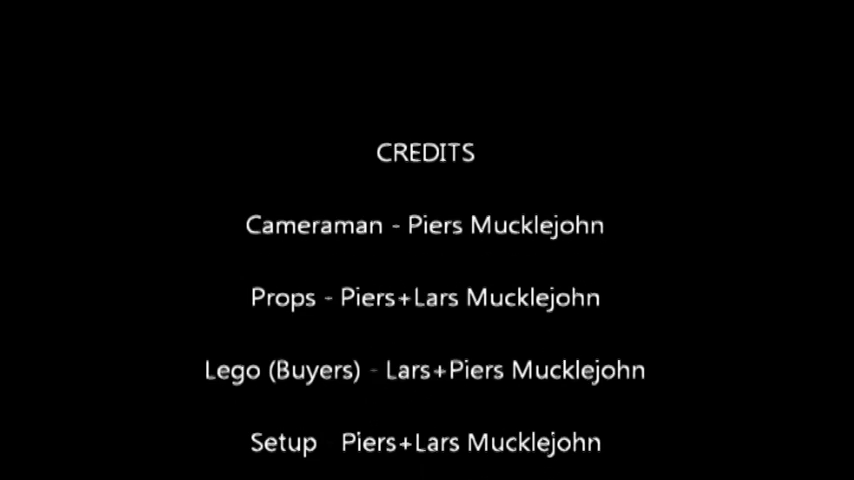 CREDITS
Cameraman - Piers Mucklejohn
Props - Piers+Lars Mucklejohn
Lego (Buyers) - Lars+Piers Mucklejohn
Setup Piers+Lars Mucklejohn